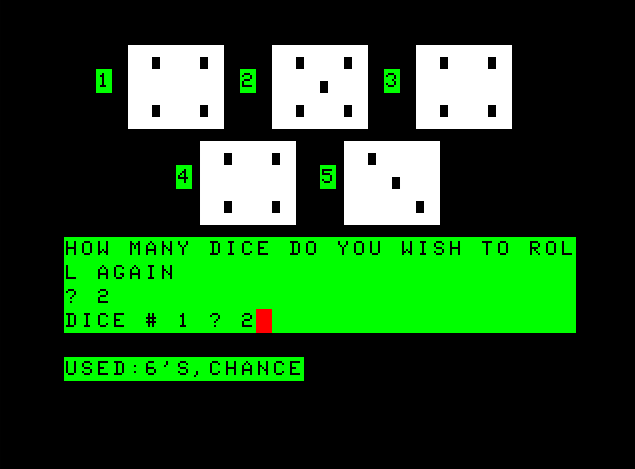 1 2 3
4 5
HOW MANY DICE DO YOU WISH TO ROL
L AGAIN
? 2
DICE # 1 ? 2
USED:6'S,CHANCE